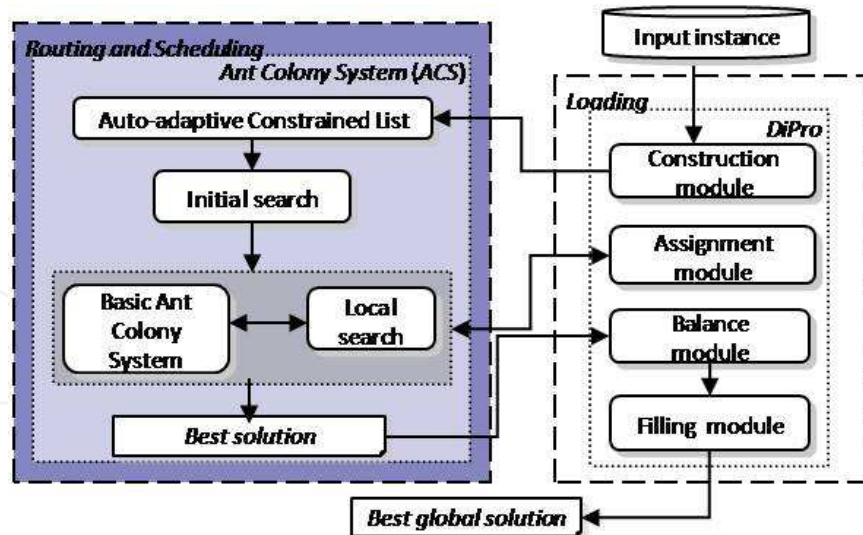 Routing and Scheduling
Ant Colony System (ACS)
Auto-adaptive Constrained List
Initial search
Basic Ant
Colony
System
Local
search
Best solution
Input instance
Loading
DiPro
Construction
module
Assignment
module
Balance
module
Filling module
Best global solution